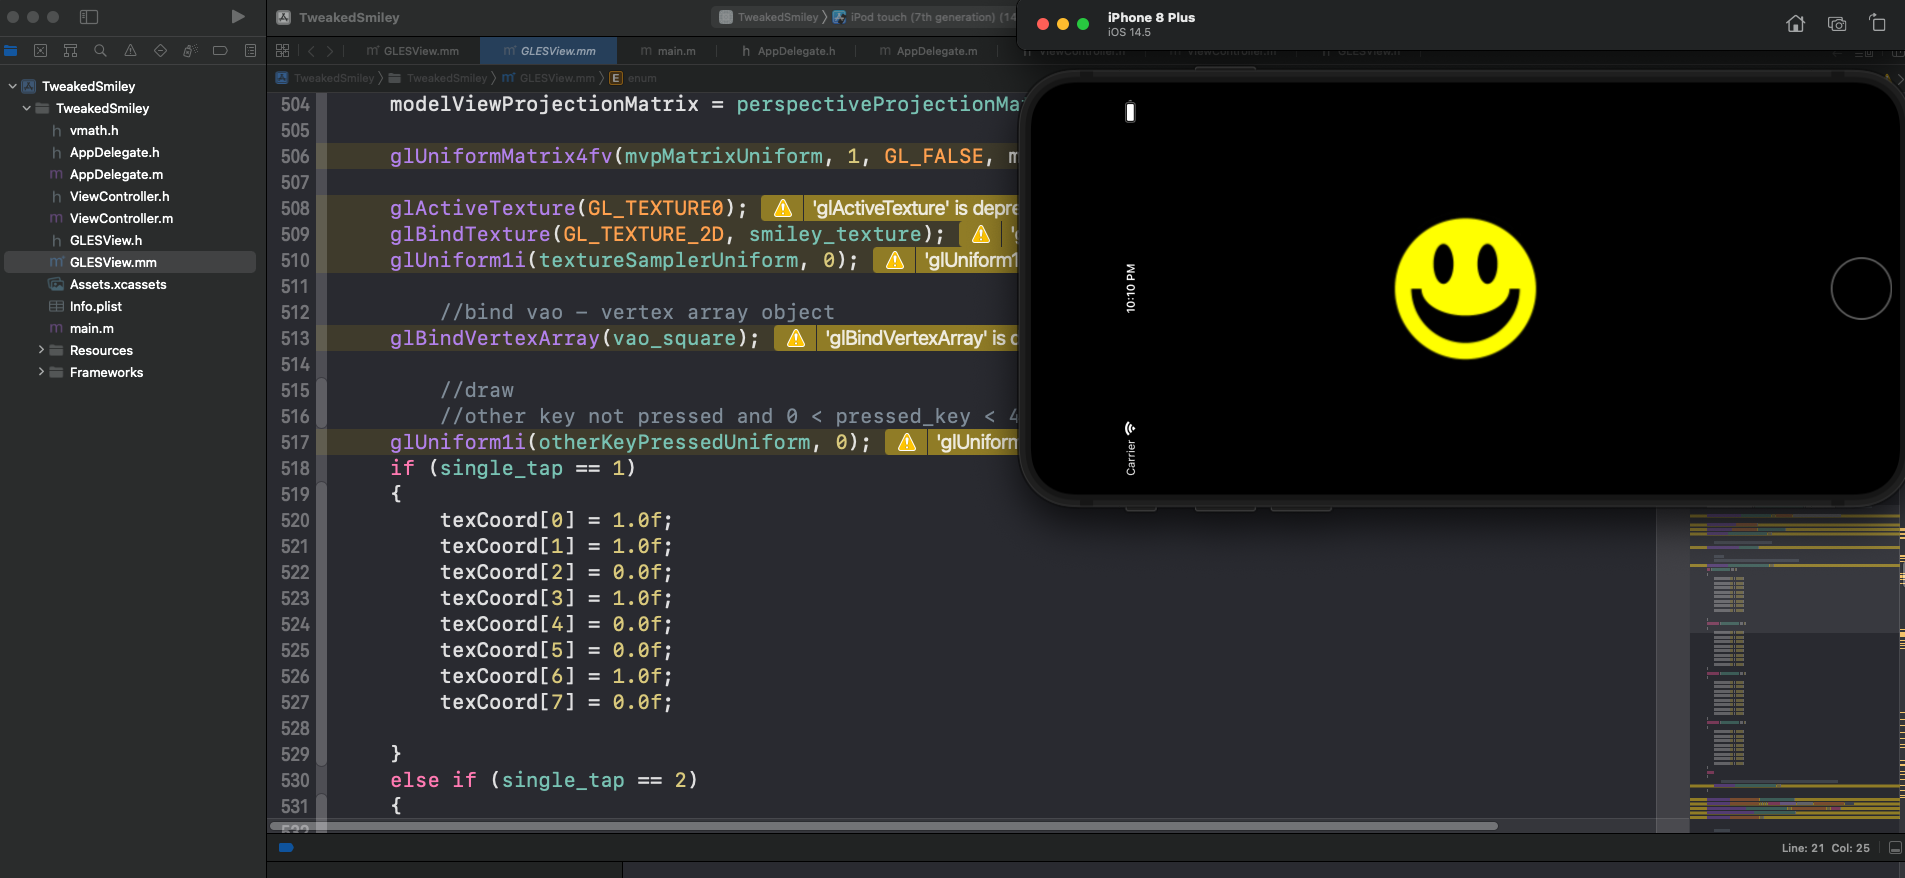 TweakedSmiley
TweakedSmiley
iPod touch (7th generation) (14
iPhone 8 Plus
iOS 14.5
GLESView.mm
GLESView.mm
main.m
AppDelegate.h
AppDelegate.m
ViewController.h
ViewController.m
GLESView.h
TweakedSmiley
TweakedSmiley
GLESView.mm
enum
TweakedSmiley
TweakedSmiley
vmath.h
AppDelegate.h
AppDelegate.m
ViewController.h
ViewController.m
GLESView.h
GLESView.mm
Assets.xcassets
Info.plist
main.m
Resources
Frameworks
504 modelViewProjectionMatrix = perspectiveProjectionMa
505
506 glUniformMatrix4fv(mvpMatrixUniform, 1, GL_FALSE, m
507
508 glActiveTexture(GL_TEXTURE0); 'glActiveTexture' is depre
509 glBindTexture(GL_TEXTURE_2D, smiley_texture); 'g
510 glUniform1i(textureSamplerUniform, 0); 'glUniform1
511
512 //bind vao - vertex array object
513 glBindVertexArray(vao_square); 'glBindVertexArray' is d
514
515 //draw
516 //other key not pressed and 0 < pressed_key < 4
517 glUniform1i(otherKeyPressedUniform, 0); 'glUniform
518 if (single_tap == 1)
519 {
520 texCoord[0] = 1.0f;
521 texCoord[1] = 1.0f;
522 texCoord[2] = 0.0f;
523 texCoord[3] = 1.0f;
524 texCoord[4] = 0.0f;
525 texCoord[5] = 0.0f;
526 texCoord[6] = 1.0f;
527 texCoord[7] = 0.0f;
528
529 }
530 else if (single_tap == 2)
531 {
532
10:10 PM
Carrier
Line: 21 Col: 25